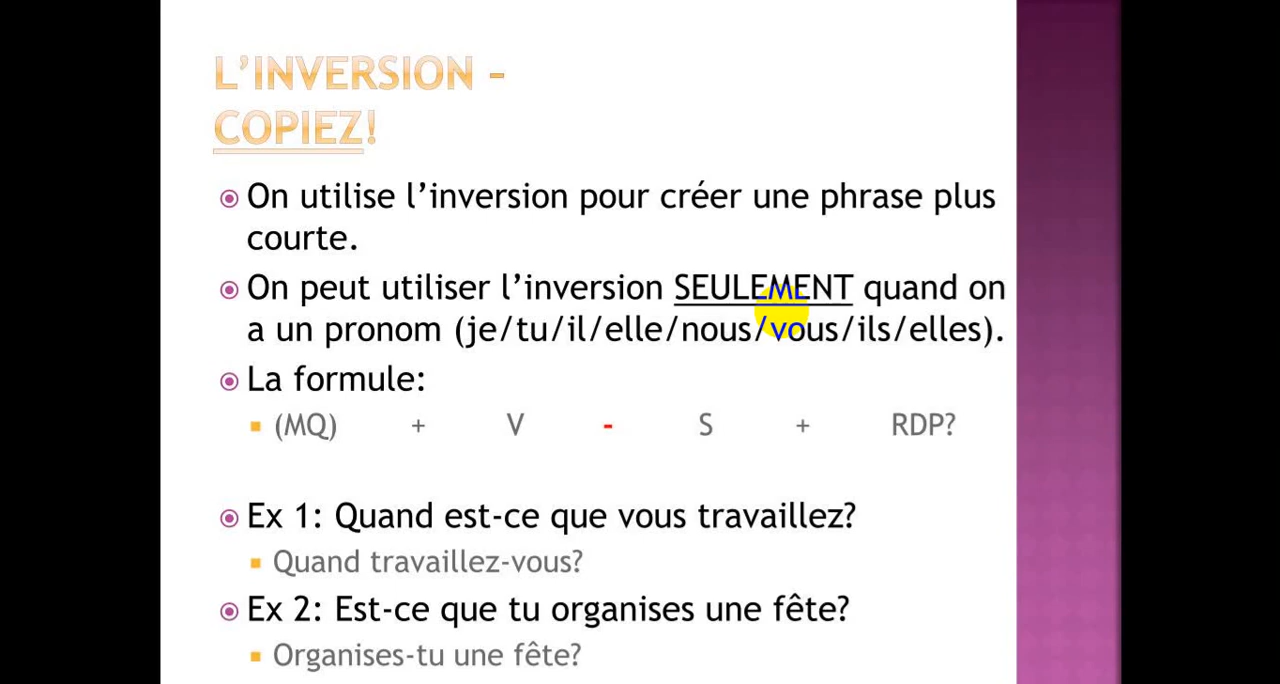 L'INVERSION –
COPIEZ!
On utilise l'inversion pour créer une phrase plus
courte.
On peut utiliser l'inversion SEULEMENT quand on
a un pronom (je/tu/il/elle/nous/vous/ils/elles).
La formule:
(MQ) + V - S + RDP?
Ex 1: Quand est-ce que vous travaillez?
Quand travaillez-vous?
Ex 2: Est-ce que tu organises une fête?
Organises-tu une fête?